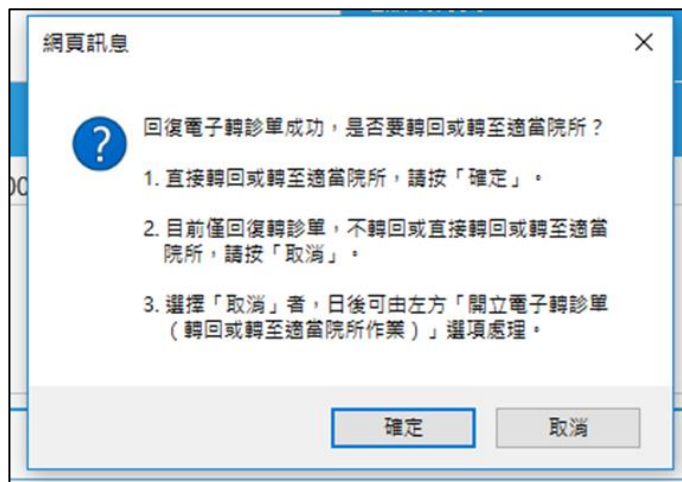 網頁訊息
回復電子轉診單成功，是否要轉回或轉至適當院所？
1. 直接轉回或轉至適當院所，請按「確定」。
2. 目前僅回復轉診單，不轉回或直接轉回或轉至適當
院所，請按「取消」。
3. 選擇「取消」者，日後可由左方「開立電子轉診單
（轉回或轉至適當院所作業）」選項處理。
確定
取消